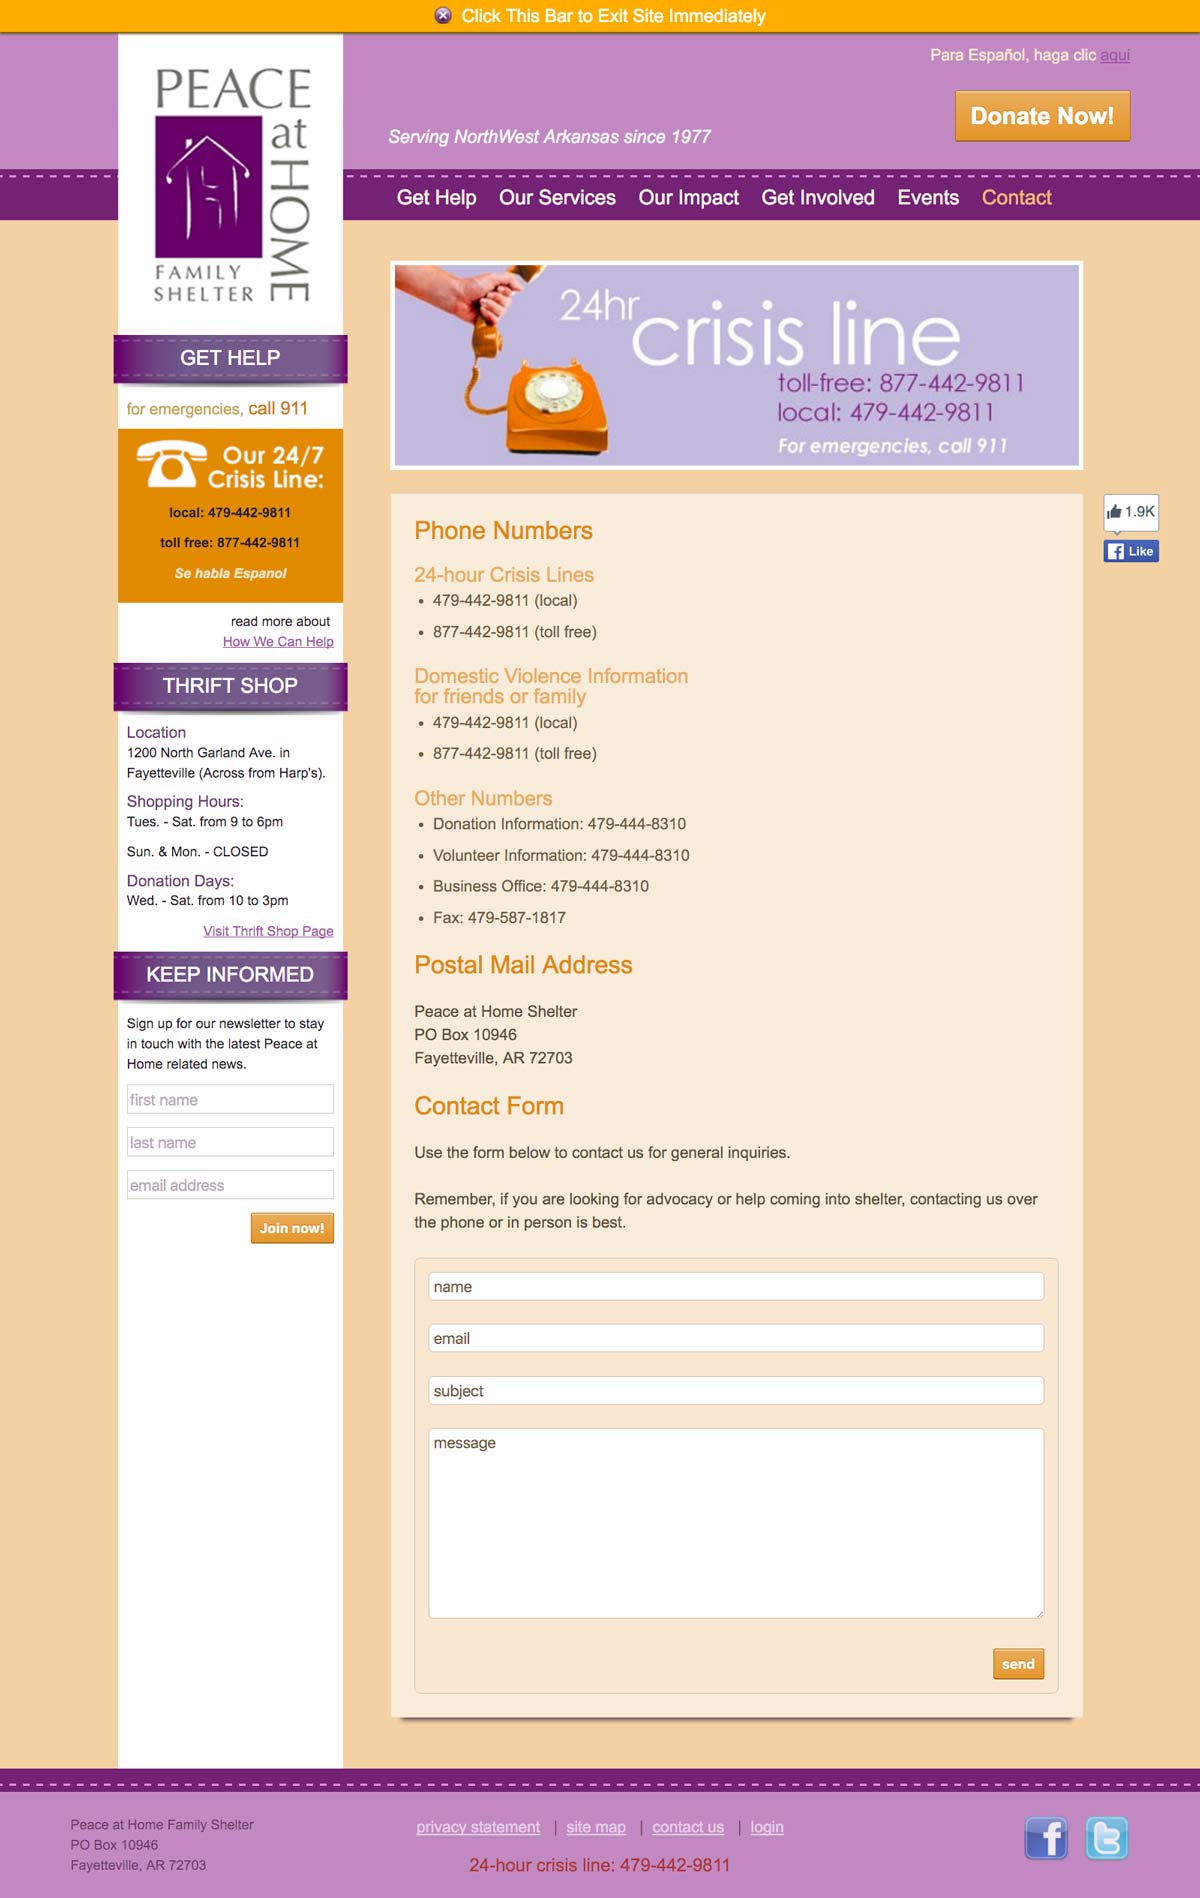 Click This Bar to Exit Site Immediately
Para Español, haga clic aqui
Donate Now!
Serving NorthWest Arkansas since 1977
PEACE
at
HOME
FAMILY
SHELTER
Get Help
Our Services
Our Impact
Get Involved
Events
Contact
GET HELP
for emergencies, call 911
Our 24/7
Crisis Line:
local: 479-442-9811
toll free: 877-442-9811
Se habla Espanol
read more about
How We Can Help
THRIFT SHOP
Location
1200 North Garland Ave. in
Fayetteville (Across from Harp's).
Shopping Hours:
Tues. - Sat. from 9 to 6pm
Sun. & Mon. - CLOSED
Donation Days:
Wed. - Sat. from 10 to 3pm
Visit Thrift Shop Page
KEEP INFORMED
Sign up for our newsletter to stay
in touch with the latest Peace at
Home related news.
first name
last name
email address
Join now!
24hr
crisis line
toll-free: 877-442-9811
local: 479-442-9811
For emergencies, call 911
1.9K
Like
Phone Numbers
24-hour Crisis Lines
• 479-442-9811 (local)
• 877-442-9811 (toll free)
Domestic Violence Information
for friends or family
• 479-442-9811 (local)
• 877-442-9811 (toll free)
Other Numbers
• Donation Information: 479-444-8310
• Volunteer Information: 479-444-8310
• Business Office: 479-444-8310
• Fax: 479-587-1817
Postal Mail Address
Peace at Home Shelter
PO Box 10946
Fayetteville, AR 72703
Contact Form
Use the form below to contact us for general inquiries.
Remember, if you are looking for advocacy or help coming into shelter, contacting us over
the phone or in person is best.
name
email
subject
message
send
Peace at Home Family Shelter
PO Box 10946
Fayetteville, AR 72703
privacy statement | site map | contact us | login
24-hour crisis line: 479-442-9811